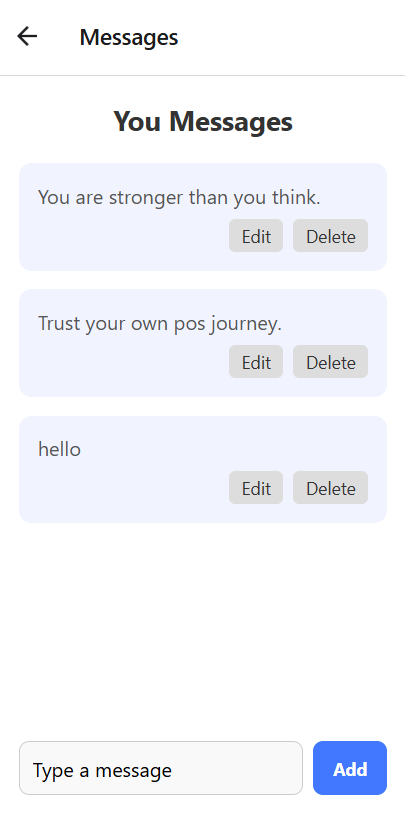 Messages
You Messages
You are stronger than you think.
Edit Delete
Trust your own pos journey.
Edit Delete
hello
Edit Delete
Type a message Add